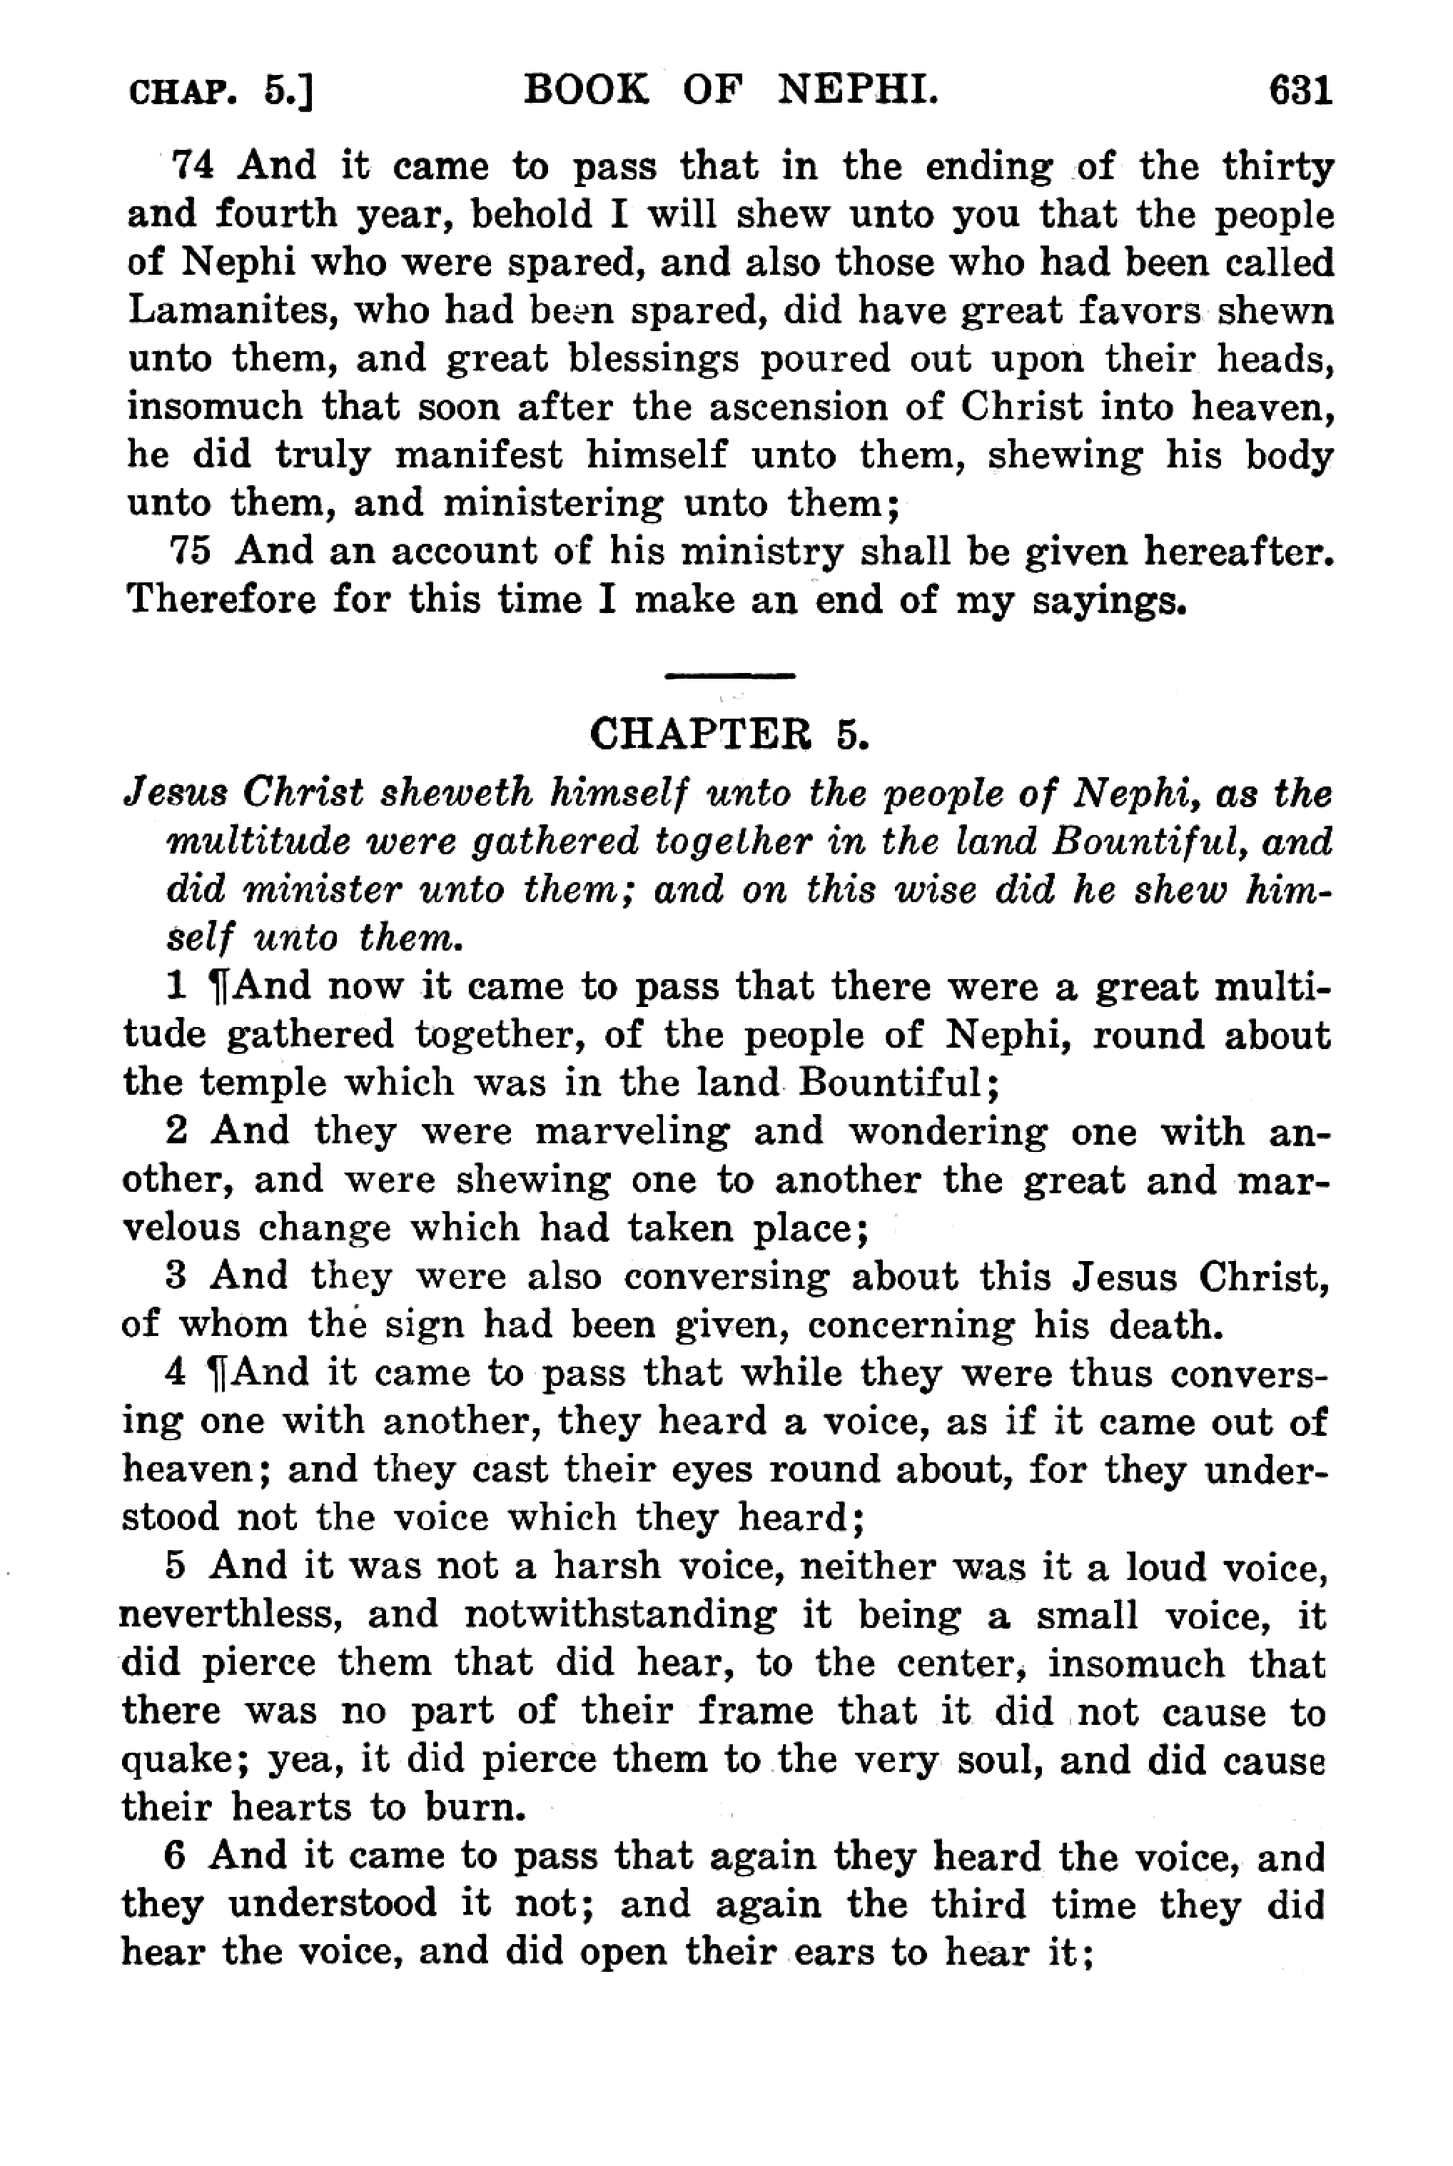 CHAP. 5.] BOOK OF NEPHI. 631
74 And it came to pass that in the ending of the thirty
and fourth year, behold I will shew unto you that the people
of Nephi who were spared, and also those who had been called
Lamanites, who had been spared, did have great favors shewn
unto them, and great blessings poured out upon their heads,
insomuch that soon after the ascension of Christ into heaven,
he did truly manifest himself unto them, shewing his body
unto them, and ministering unto them;
75 And an account of his ministry shall be given hereafter.
Therefore for this time I make an end of my sayings.
CHAPTER 5.
Jesus Christ sheweth himself unto the people of Nephi, as the
multitude were gathered together in the land Bountiful, and
did minister unto them; and on this wise did he shew him-
self unto them.
1 ¶And now it came to pass that there were a great multi-
tude gathered together, of the people of Nephi, round about
the temple which was in the land Bountiful;
2 And they were marveling and wondering one with an-
other, and were shewing one to another the great and mar-
velous change which had taken place;
3 And they were also conversing about this Jesus Christ,
of whom the sign had been given, concerning his death.
4 ¶And it came to pass that while they were thus convers-
ing one with another, they heard a voice, as if it came out of
heaven; and they cast their eyes round about, for they under-
stood not the voice which they heard;
5 And it was not a harsh voice, neither was it a loud voice,
neverthless, and notwithstanding it being a small voice, it
did pierce them that did hear, to the center, insomuch that
there was no part of their frame that it did not cause to
quake; yea, it did pierce them to the very soul, and did cause
their hearts to burn.
6 And it came to pass that again they heard the voice, and
they understood it not; and again the third time they did
hear the voice, and did open their ears to hear it;